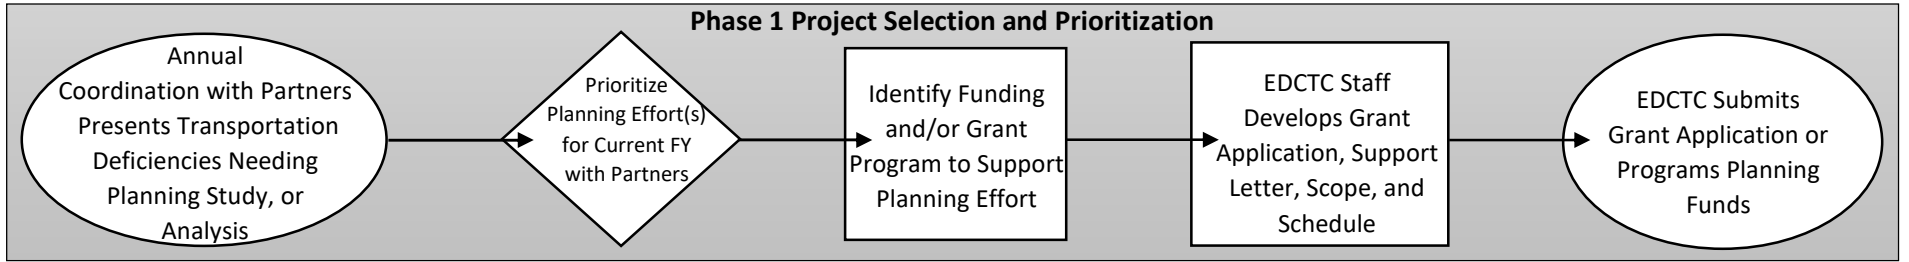 Phase 1 Project Selection and Prioritization
Annual
Coordination with Partners
Presents Transportation
Deficiencies Needing
Planning Study, or
Analysis
Prioritize
Planning Effort(s)
for Current FY
with Partners
Identify Funding
and/or Grant
Program to Support
Planning Effort
EDCTC Staff
Develops Grant
Application, Support
Letter, Scope, and
Schedule
EDCTC Submits
Grant Application or
Programs Planning
Funds